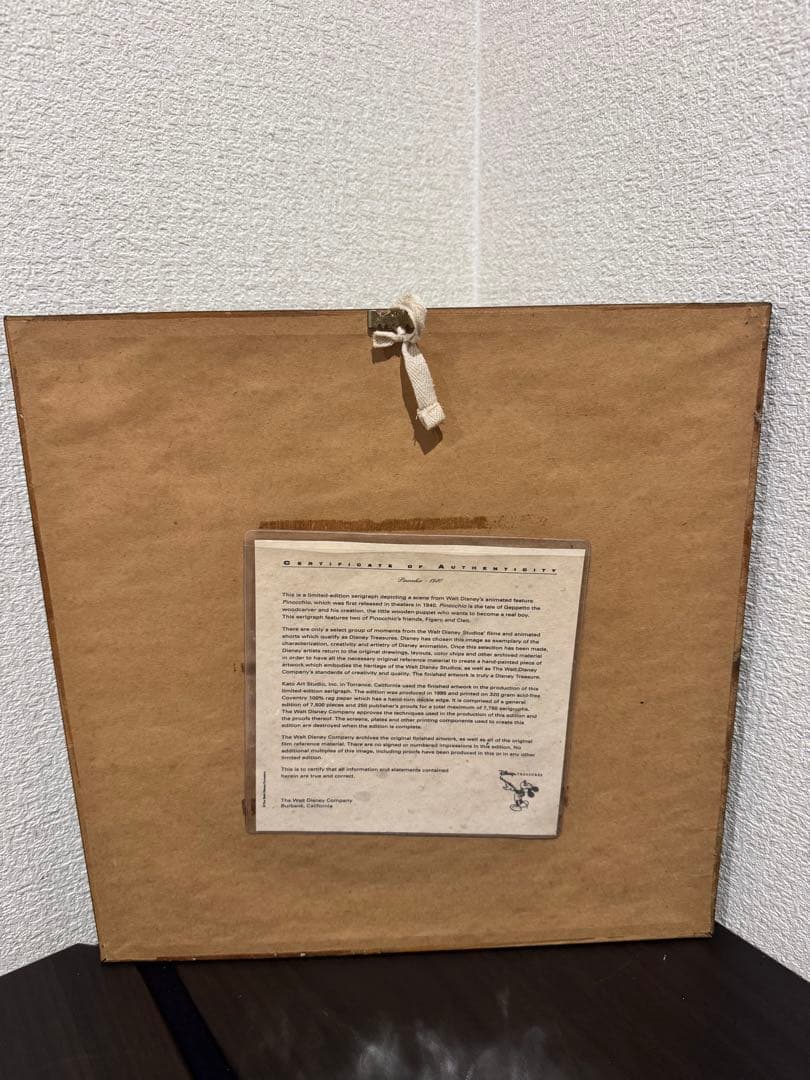 CERTIFICATE OF AUTHENTICITY
Pinocchio - 1940
This is a limited-edition serigraph depicting a scene from Walt Disney's animated feature
Pinocchio, which was first released in theaters in 1940. Pinocchio is the tale of Geppetto the
woodcarver and his creation, the little wooden puppet who wants to become a real boy.
This serigraph features two of Pinocchio's friends, Figaro and Cleo.
There are only a select group of moments from the Walt Disney Studios' films and animated
shorts which qualify as Disney Treasures. Disney has chosen this image as exemplary of the
characterization, creativity and artistry of Disney animation. Once this selection has been made,
Disney artists return to the original drawings, layouts, color chips and other archived material
in order to have all the necessary original reference material to create a hand-painted piece of
artwork which embodies the heritage of the Walt Disney Studios, as well as The Walt Disney
Company's standards of creativity and quality. The finished artwork is truly a Disney Treasure.
Kato Art Studio, Inc. in Torrance, California used the finished artwork in the production of this
limited-edition serigraph. The edition was produced in 1995 and printed on 320 gram acid-free
Coventry 100% rag paper which has a hand-torn deckle edge. It is comprised of a general
edition of 7,500 pieces and 250 publisher's proofs for a total maximum of 7,750 serigraphs.
The Walt Disney Company approves the techniques used in the production of this edition and
the proofs thereof. The screens, plates and other printing components used to create this
edition are destroyed when the edition is complete.
The Walt Disney Company archives the original finished artwork, as well as all of the original
film reference material. There are no signed or numbered impressions in this edition. No
additional multiples of this image, including proofs have been produced in this or in any other
limited edition.
This is to certify that all information and statements contained
herein are true and correct.
Disney TREASURES
The Walt Disney Company
Burbank, California
© The Walt Disney Company